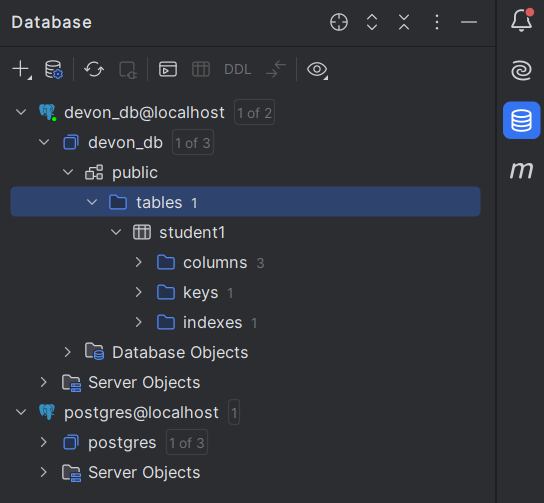 Database
DDL
devon_db@localhost 1 of 2
devon_db 1 of 3
public
tables 1
student1
columns 3
keys 1
indexes 1
Database Objects
Server Objects
postgres@localhost 1
postgres 1 of 3
Server Objects
m